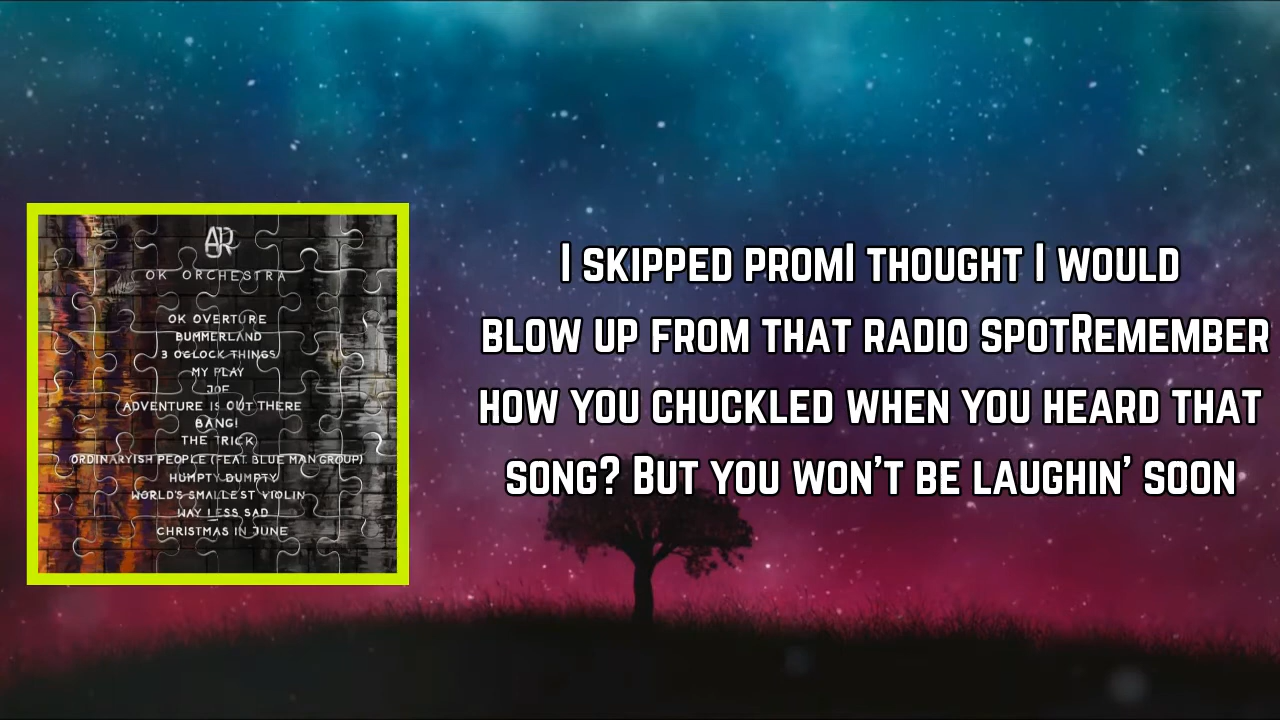 AJR
OK ORCHESTRA
OK OVERTURE
BUMMERLAND
3 O'CLOCK THINGS
MY PLAY
JOE
ADVENTURE IS OUT THERE
BANG!
THE TRICK
ORDINARYISH PEOPLE (FEAT. BLUE MAN GROUP)
HUMPTY DUMPTY
WORLD'S SMALLEST VIOLIN
WAY LESS SAD
CHRISTMAS IN JUNE
I SKIPPED PROMI THOUGHT I WOULD
BLOW UP FROM THAT RADIO SPOTREMEMBER
HOW YOU CHUCKLED WHEN YOU HEARD THAT
SONG? BUT YOU WON'T BE LAUGHIN' SOON